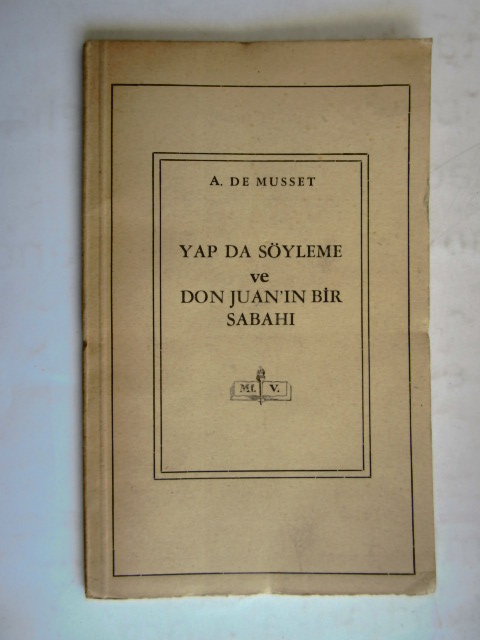 A. DE MUSSET
YAP DA SÖYLEME
ve
DON JUAN'IN BİR
SABAHI
Mf. V.